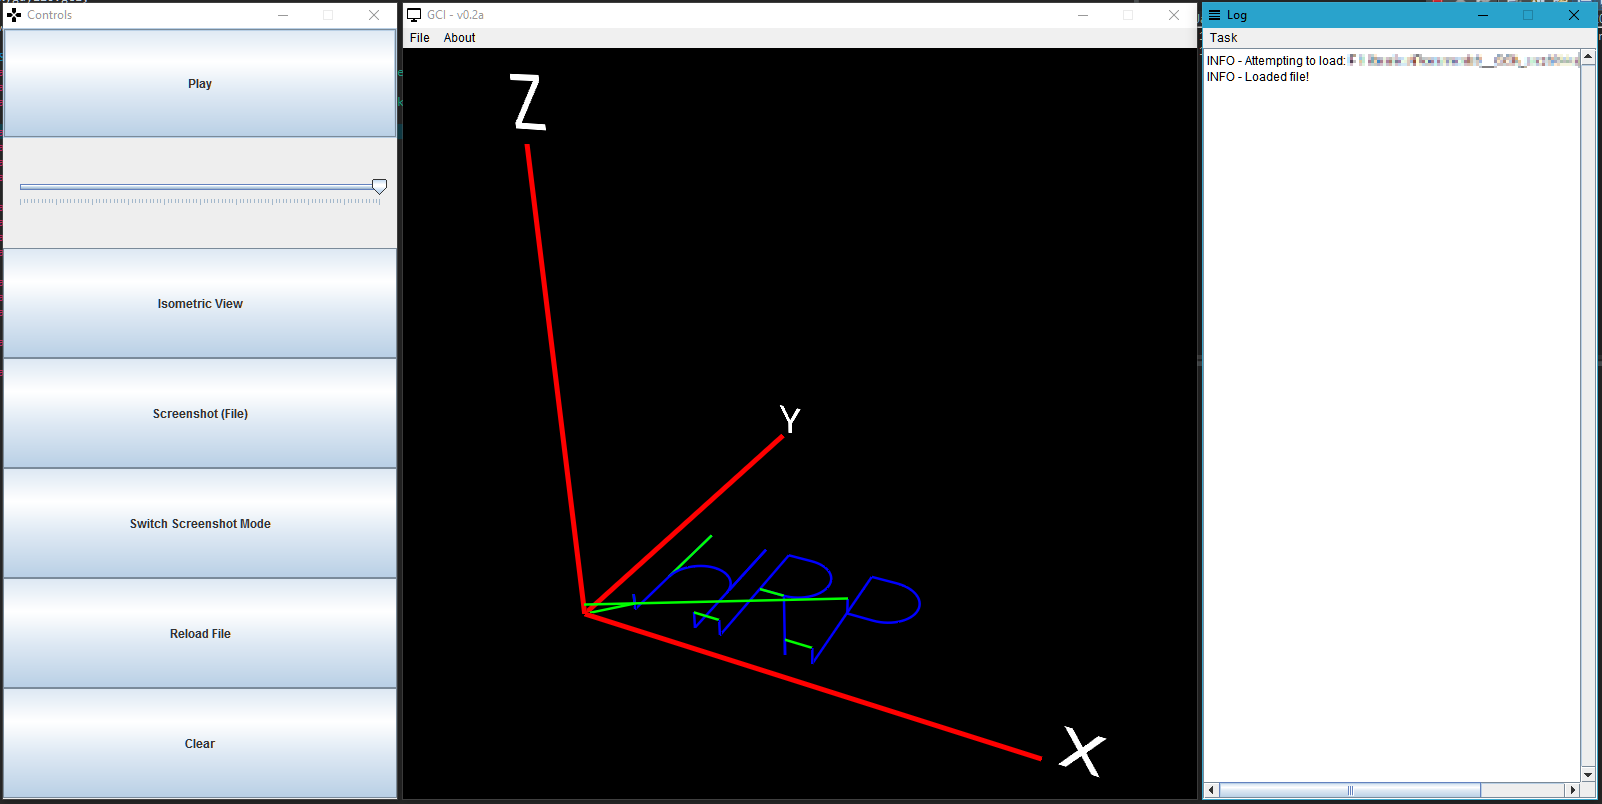 Controls
Play
Isometric View
Screenshot (File)
Switch Screenshot Mode
Reload File
Clear
GCI - v0.2a
File About
Z
Y
X
Log
Task
INFO - Attempting to load:
INFO - Loaded file!